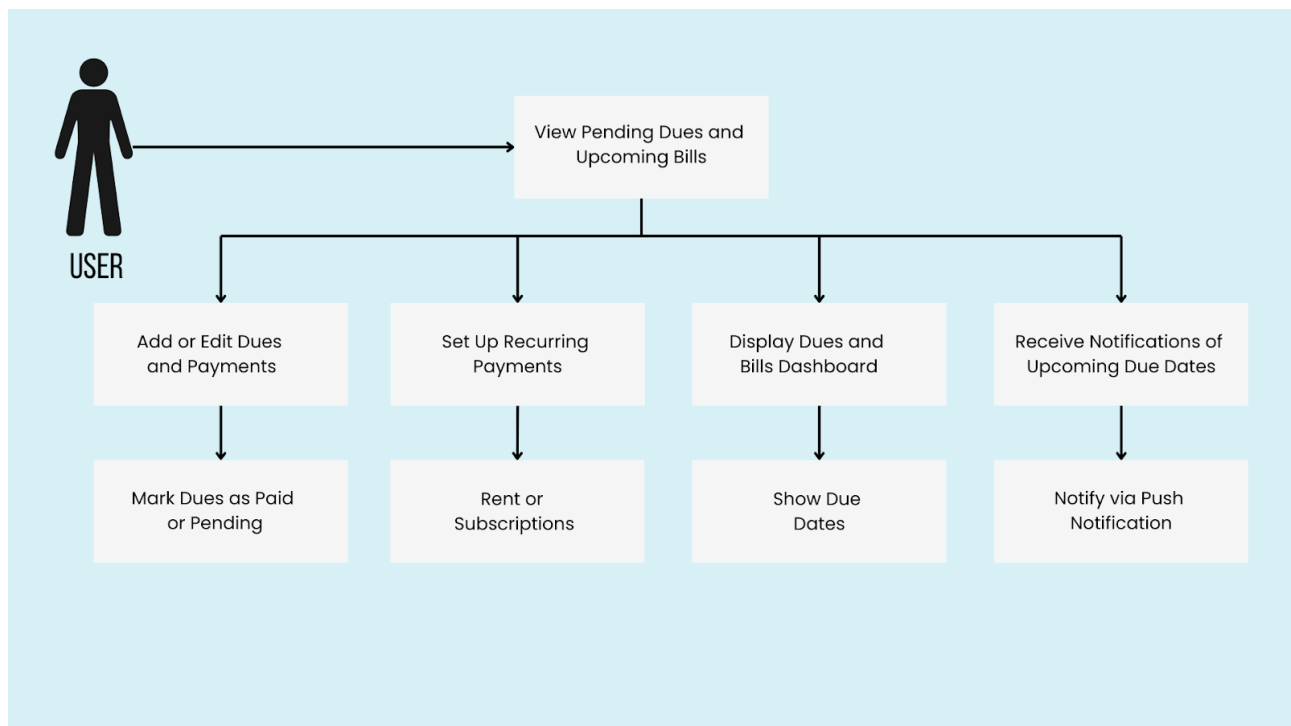 View Pending Dues and
Upcoming Bills
USER
Add or Edit Dues
and Payments
Set Up Recurring
Payments
Display Dues and
Bills Dashboard
Receive Notifications of
Upcoming Due Dates
Mark Dues as Paid
or Pending
Rent or
Subscriptions
Show Due
Dates
Notify via Push
Notification